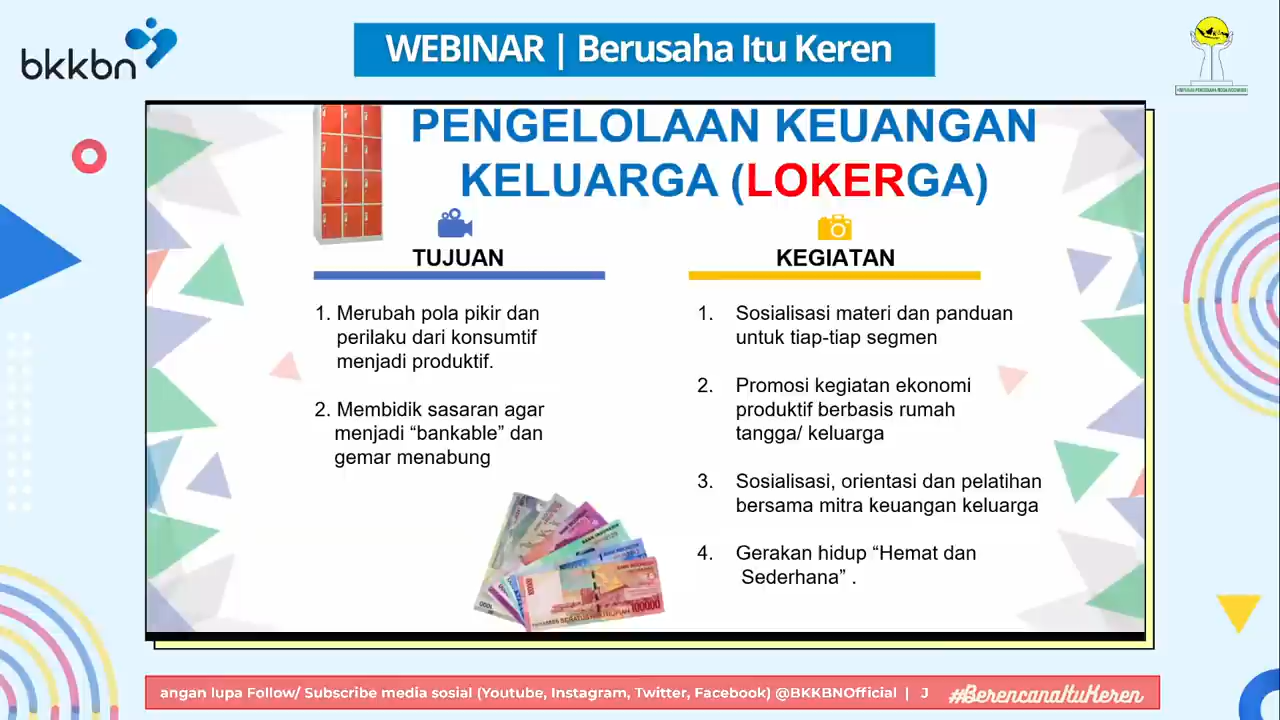 bkkbn
WEBINAR | Berusaha Itu Keren
PENGELOLAAN KEUANGAN
KELUARGA (LOKERGA)
TUJUAN
1. Merubah pola pikir dan
perilaku dari konsumtif
menjadi produktif.
2. Membidik sasaran agar
menjadi “bankable” dan
gemar menabung
KEGIATAN
1. Sosialisasi materi dan panduan
untuk tiap-tiap segmen
2. Promosi kegiatan ekonomi
produktif berbasis rumah
tangga/ keluarga
3. Sosialisasi, orientasi dan pelatihan
bersama mitra keuangan keluarga
4. Gerakan hidup “Hemat dan
Sederhana” .
100000
angan lupa Follow/ Subscribe media sosial (Youtube, Instagram, Twitter, Facebook) @BKKBNOfficial | J
#BerencanaItuKeren